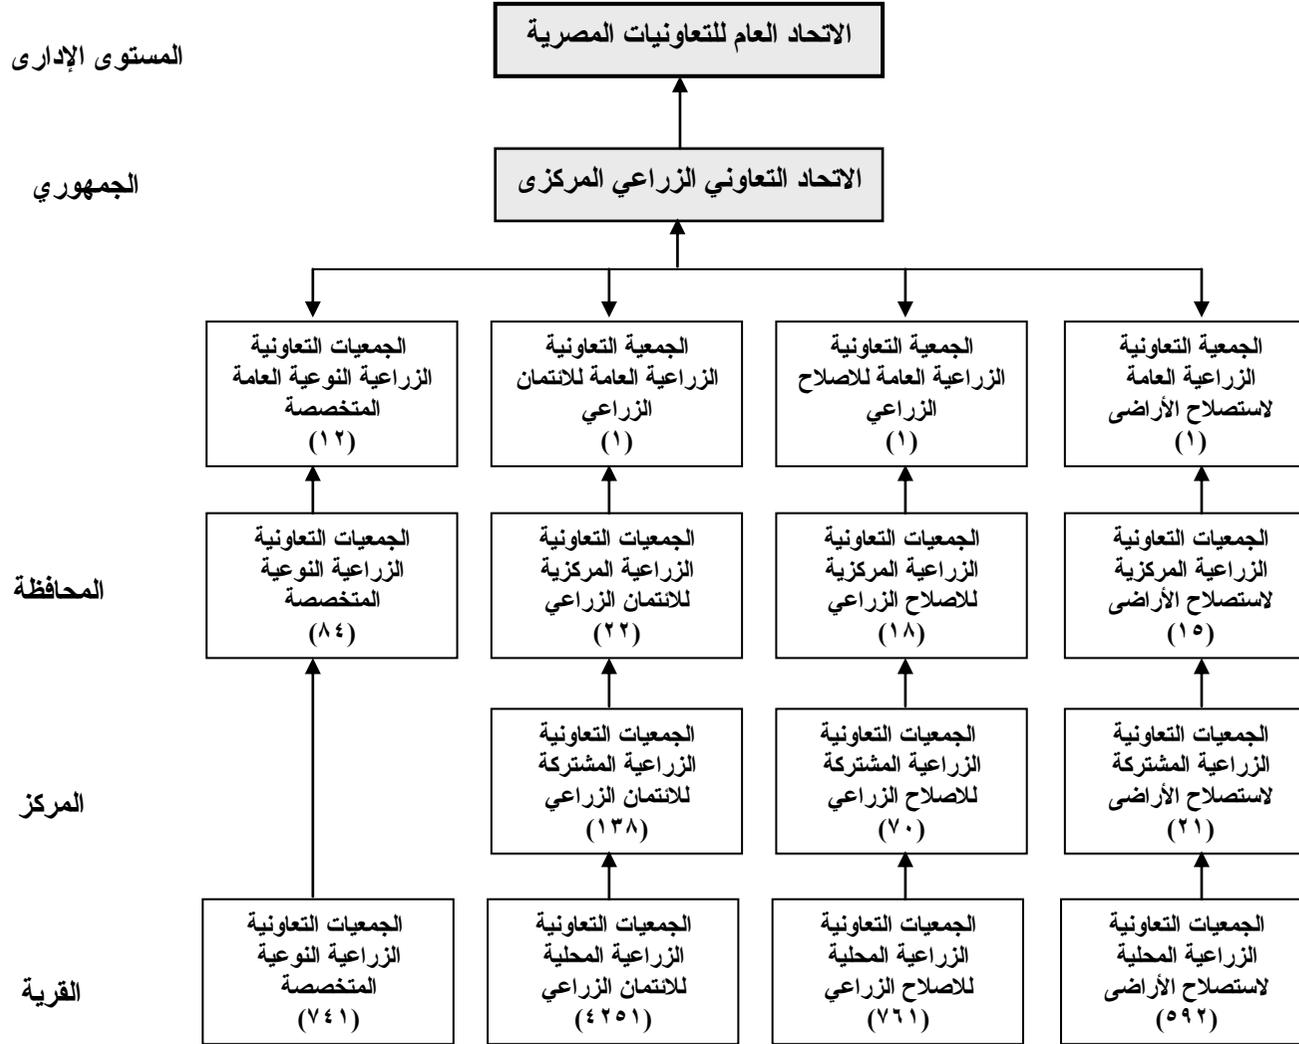 الاتحاد العام للتعاونيات المصرية
المستوى الإدارى
الاتحاد التعاوني الزراعي المركزى
الجمهوري
الجمعية التعاونية
الزراعية العامة
لاستصلاح الأراضى
(١)
الجمعية التعاونية
الزراعية العامة للاصلاح
الزراعي
(١)
الجمعية التعاونية
الزراعية العامة للائتمان
الزراعي
(١)
الجمعيات التعاونية
الزراعية النوعية العامة
المتخصصة
(١٢)
الجمعيات التعاونية
الزراعية المركزية
لاستصلاح الأراضى
(١٥)
الجمعيات التعاونية
الزراعية المركزية
للاصلاح الزراعي
(١٨)
الجمعيات التعاونية
الزراعية المركزية
للائتمان الزراعي
(٢٢)
الجمعيات التعاونية
الزراعية النوعية
المتخصصة
(٨٤)
المحافظة
الجمعيات التعاونية
الزراعية المشتركة
لاستصلاح الأراضى
(٢١)
الجمعيات التعاونية
الزراعية المشتركة
للاصلاح الزراعي
(٧٠)
الجمعيات التعاونية
الزراعية المشتركة
للائتمان الزراعي
(١٣٨)
المركز
الجمعيات التعاونية
الزراعية المحلية
لاستصلاح الأراضى
(٥٩٢)
الجمعيات التعاونية
الزراعية المحلية
للاصلاح الزراعي
(٧٦١)
الجمعيات التعاونية
الزراعية المحلية
للائتمان الزراعي
(٤٢٥١)
الجمعيات التعاونية
الزراعية النوعية
المتخصصة
(٧٤١)
القرية